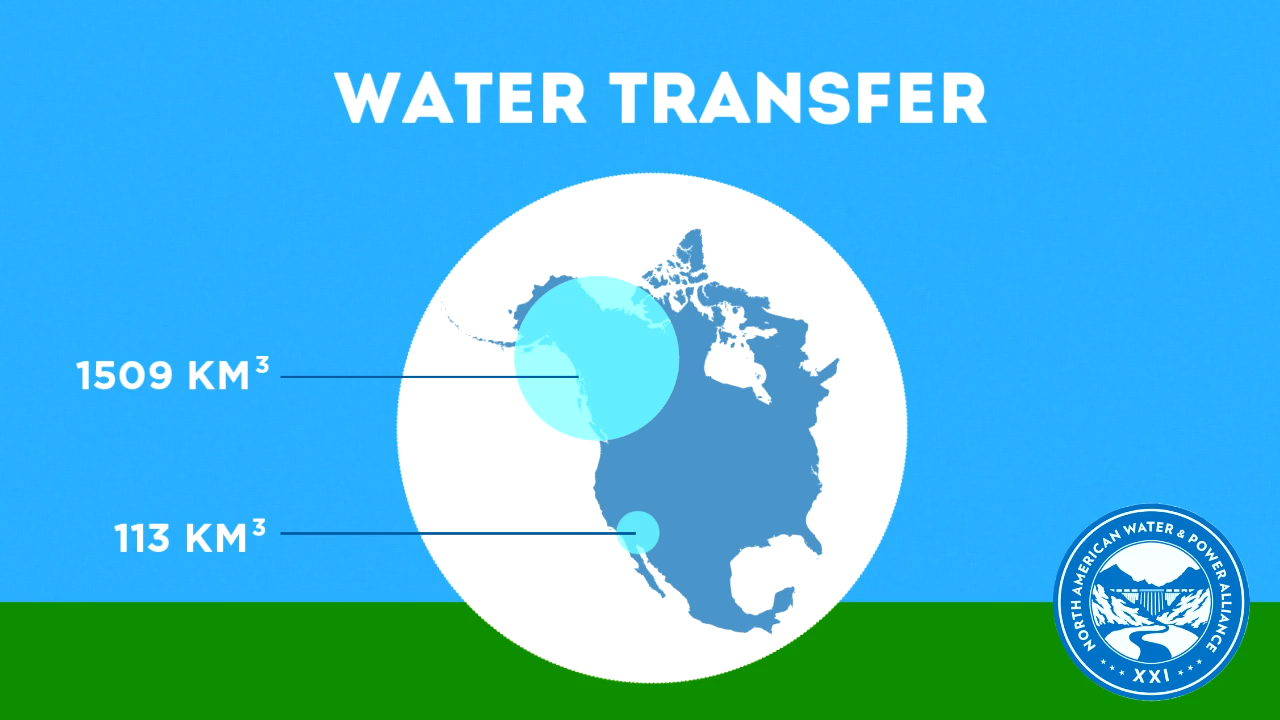 WATER TRANSFER
1509 KM³
113 KM³
NORTH AMERICAN WATER & POWER ALLIANCE
XXI